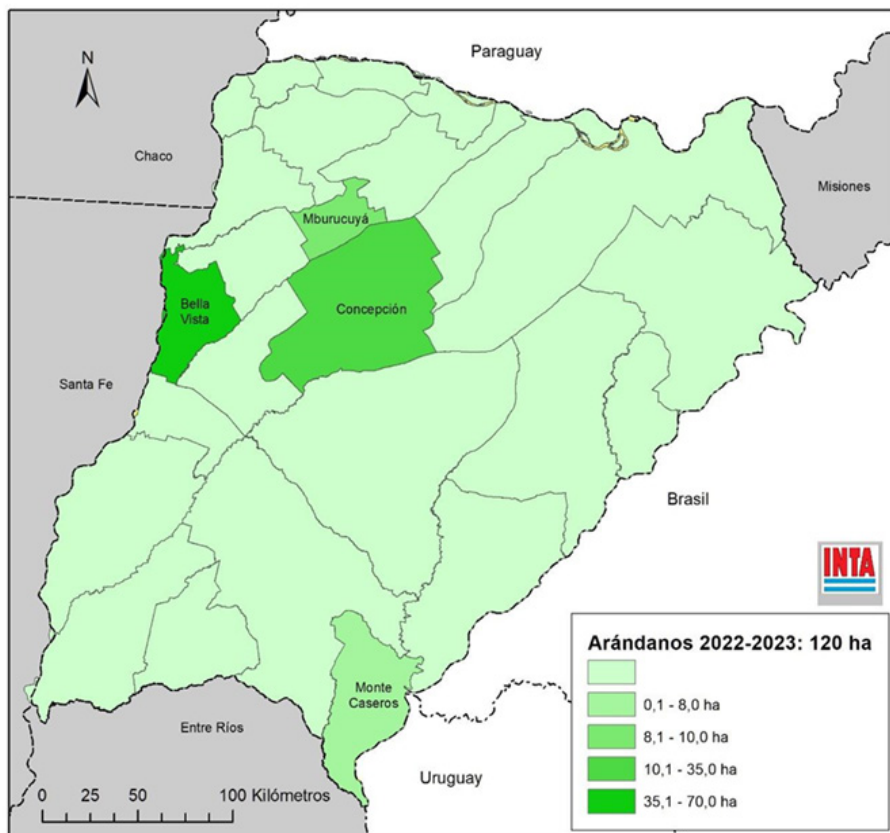 Paraguay
N
Chaco
Misiones
Mburucuyá
Bella
Vista
Concepción
Santa Fe
Brasil
INTA
Arándanos 2022-2023: 120 ha
0,1 - 8,0 ha
8,1 - 10,0 ha
10,1 - 35,0 ha
35,1 - 70,0 ha
Monte
Caseros
Entre Ríos
Uruguay
0 25 50 100 Kilómetros